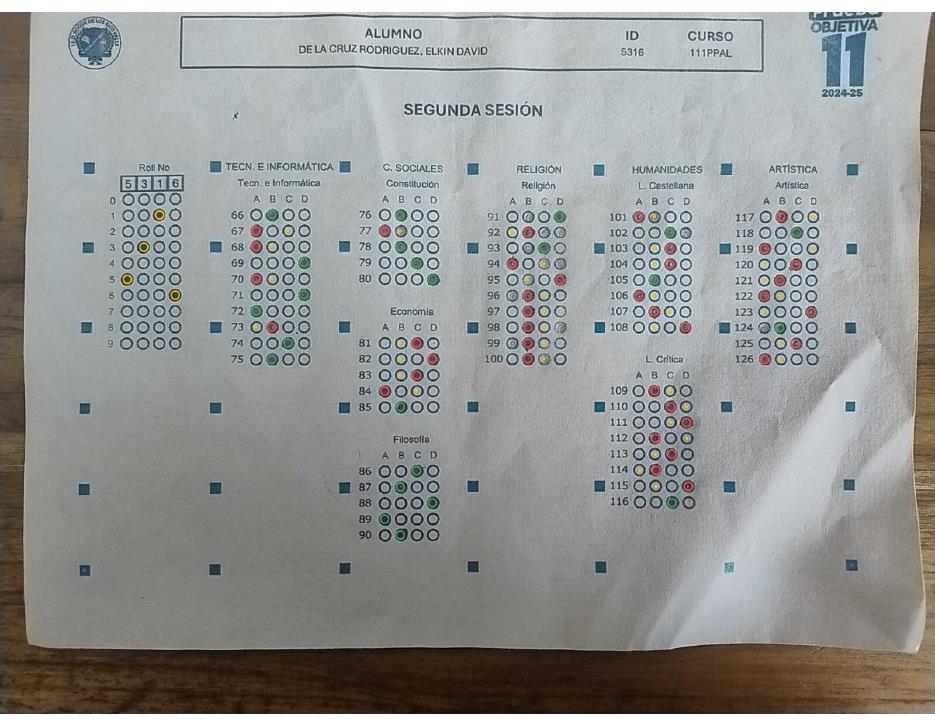 ALUMNO
DE LA CRUZ RODRIGUEZ, ELKIN DAVID
ID
5316
CURSO
111PPAL
OBJETIVA
11
2024-25
SEGUNDA SESIÓN
Roll No
5 3 1 6
0
1
2
3
4
5
6
7
8
9
TECN. E INFORMÁTICA
Tecn. e Informática
A B C D
66
67
68
69
70
71
72
73
74
75
C. SOCIALES
Constitución
A B C D
76
77
78
79
80
Economía
A B C D
81
82
83
84
85
Filosofía
A B C D
86
87
88
89
90
RELIGIÓN
Religión
A B C D
91
92
93
94
95
96
97
98
99
100
HUMANIDADES
L. Castellana
A B C D
101
102
103
104
105
106
107
108
L. Crítica
A B C D
109
110
111
112
113
114
115
116
ARTÍSTICA
Artística
A B C D
117
118
119
120
121
122
123
124
125
126